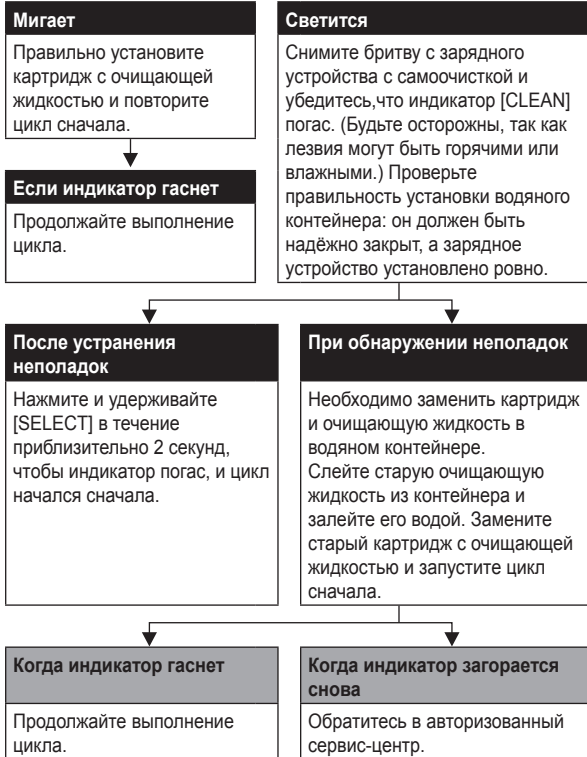 Мигает
Правильно установите
картридж с очищающей
жидкостью и повторите
цикл сначала.
Если индикатор гаснет
Продолжайте выполнение
цикла.
Светится
Снимите бритву с зарядного
устройства с самоочисткой и
убедитесь,что индикатор [CLEAN]
погас. (Будьте осторожны, так как
лезвия могут быть горячими или
влажными.) Проверьте
правильность установки водяного
контейнера: он должен быть
надёжно закрыт, а зарядное
устройство установлено ровно.
После устранения
неполадок
Нажмите и удерживайте
[SELECT] в течение
приблизительно 2 секунд,
чтобы индикатор погас, и цикл
начался сначала.
При обнаружении неполадок
Необходимо заменить картридж
и очищающую жидкость в
водяном контейнере.
Слейте старую очищающую
жидкость из контейнера и
залейте его водой. Замените
старый картридж с очищающей
жидкостью и запустите цикл
сначала.
Когда индикатор гаснет
Продолжайте выполнение
цикла.
Когда индикатор загорается
снова
Обратитесь в авторизованный
сервис-центр.